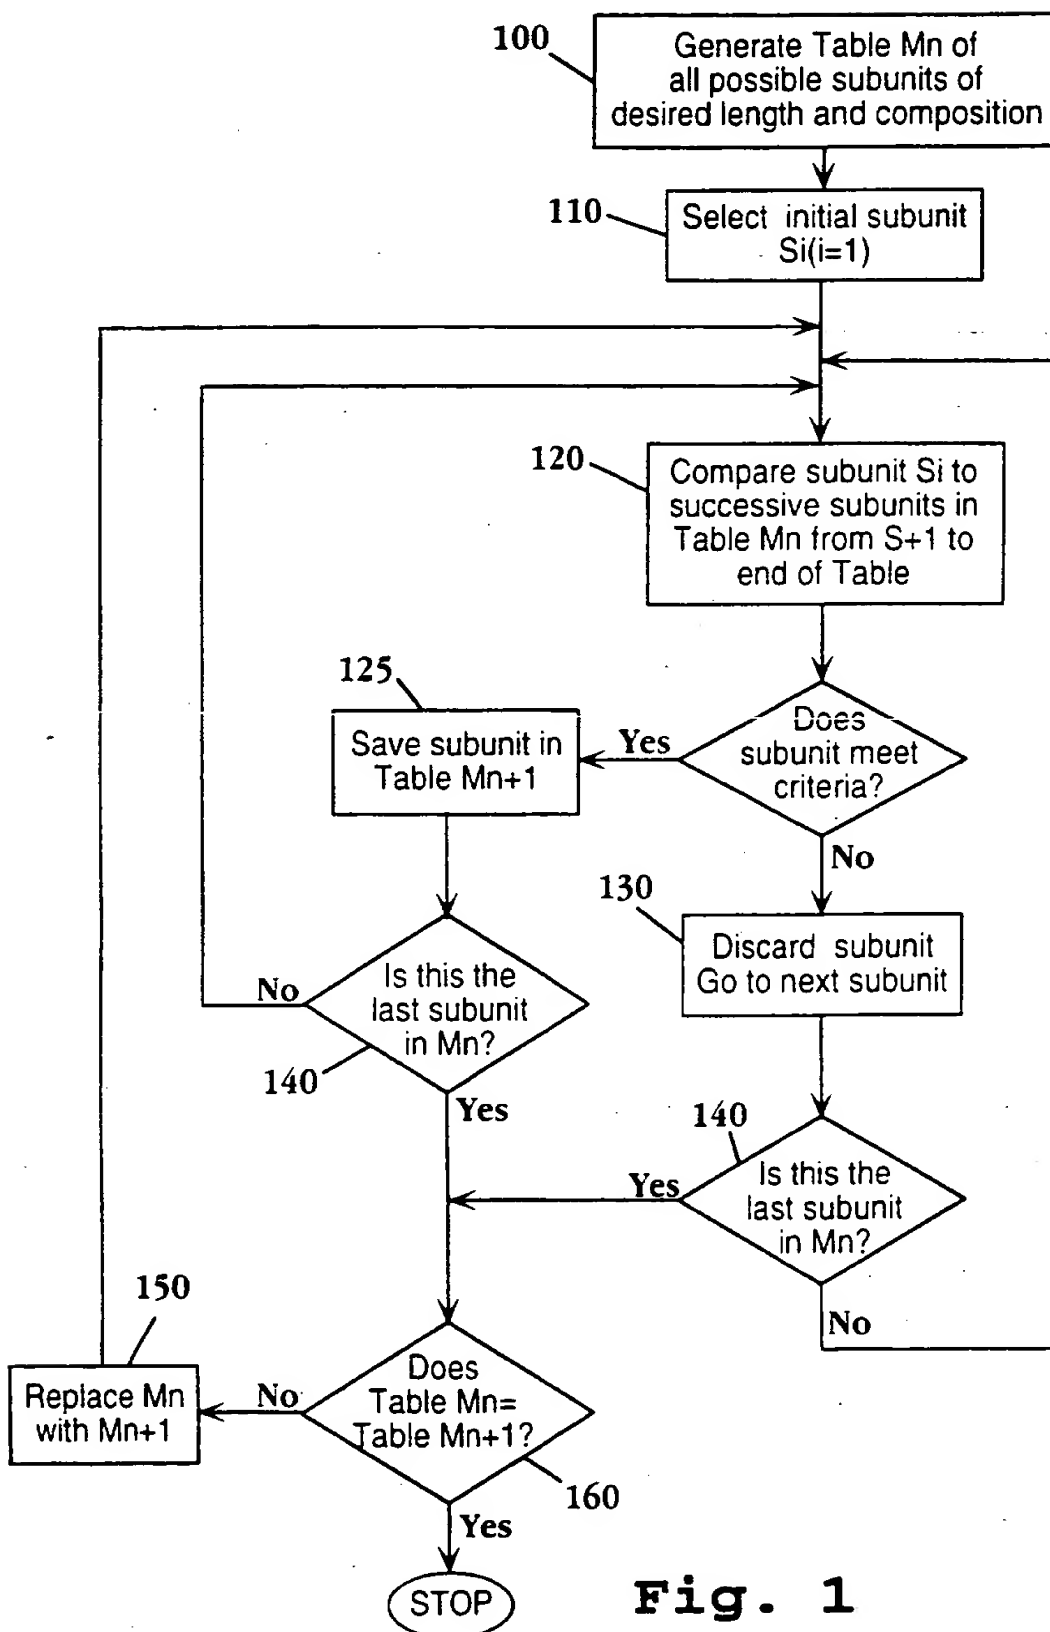 100
Generate Table Mn of
all possible subunits of
desired length and composition
110
Select initial subunit
Si(i=1)
120
Compare subunit Si to
successive subunits in
Table Mn from S+1 to
end of Table
125
Save subunit in
Table Mn+1
Yes
Does
subunit meet
criteria?
No
130
Discard subunit
Go to next subunit
No
Is this the
last subunit
in Mn?
140
Yes
140
Yes
Is this the
last subunit
in Mn?
No
150
Replace Mn
with Mn+1
No
Does
Table Mn=
Table Mn+1?
160
Yes
STOP
Fig. 1